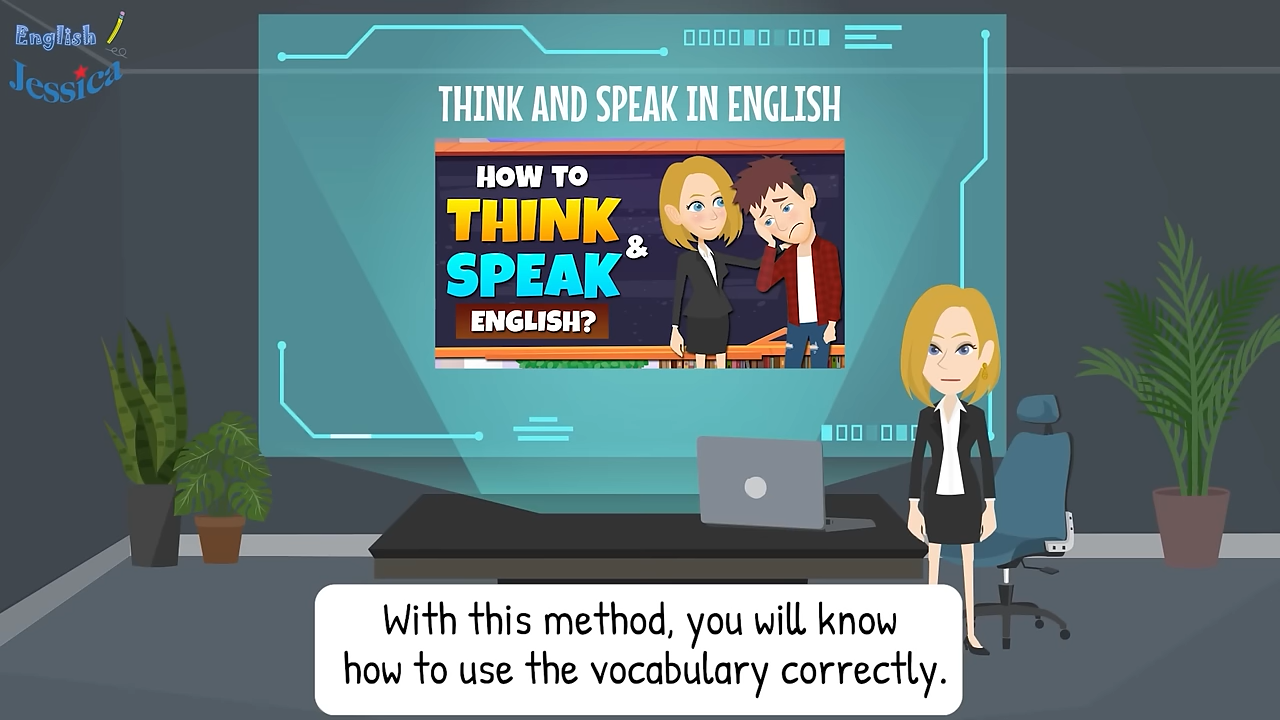 English
Jessica
THINK AND SPEAK IN ENGLISH
HOW TO
THINK
&
SPEAK
ENGLISH?
With this method, you will know
how to use the vocabulary correctly.